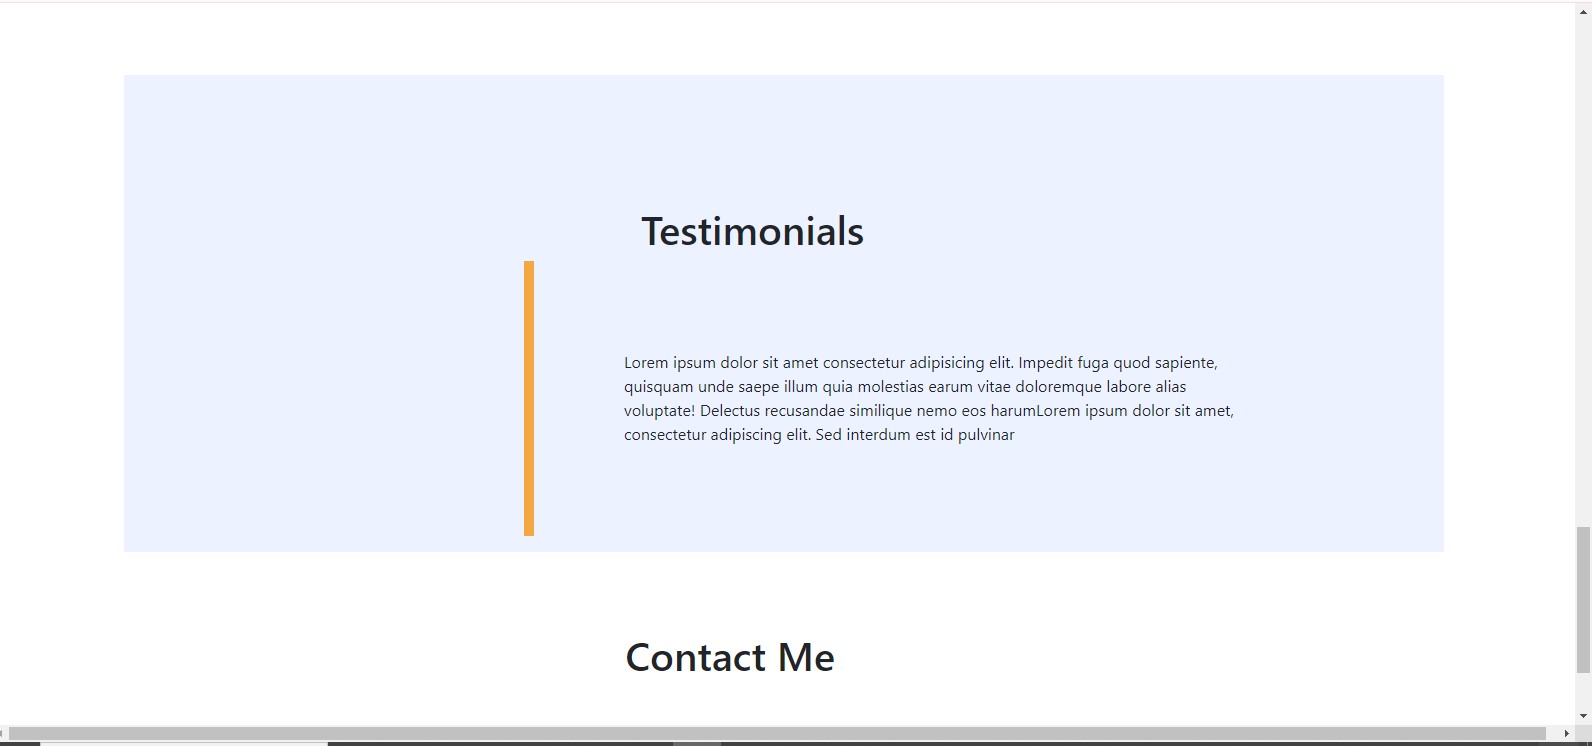 Testimonials
Lorem ipsum dolor sit amet consectetur adipisicing elit. Impedit fuga quod sapiente,
quisquam unde saepe illum quia molestias earum vitae doloremque labore alias
voluptate! Delectus recusandae similique nemo eos harumLorem ipsum dolor sit amet,
consectetur adipiscing elit. Sed interdum est id pulvinar
Contact Me